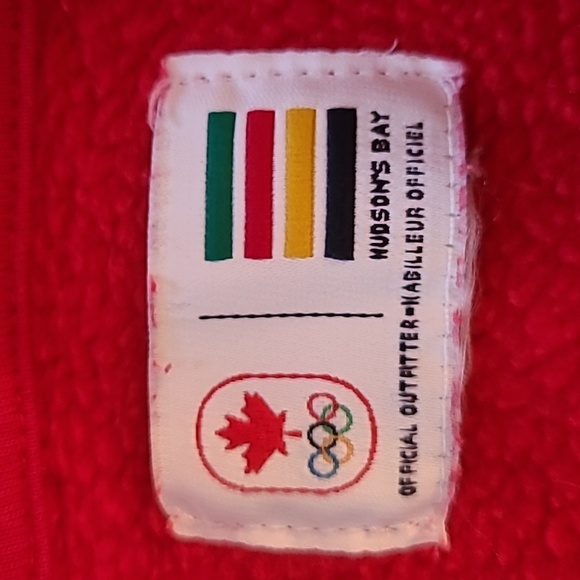 HUDSON'S BAY
OFFICIAL OUTFITTER-HABILLEUR OFFICIEL